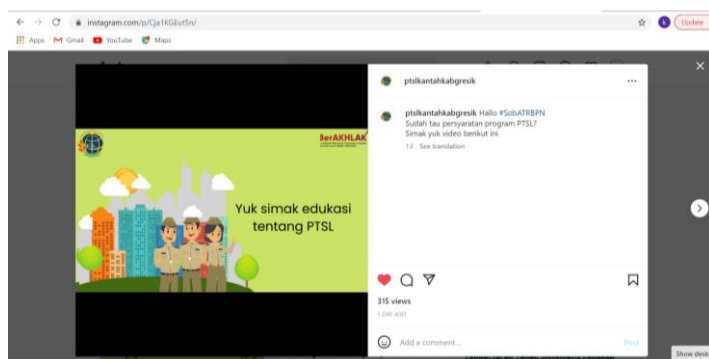 instagram.com/p/Cja1KGEut5n/
Update
Apps
Gmail
YouTube
Maps
ptslkantahkabgresik
ptslkantahkabgresik Hallo #SobATRBPN
Sudah tau persyaratan program PTSL?
Simak yuk video berikut ini
1d See translation
BerAKHLAK
Yuk simak edukasi
tentang PTSL
315 views
1 DAY AGO
Add a comment...
Post
Show desk